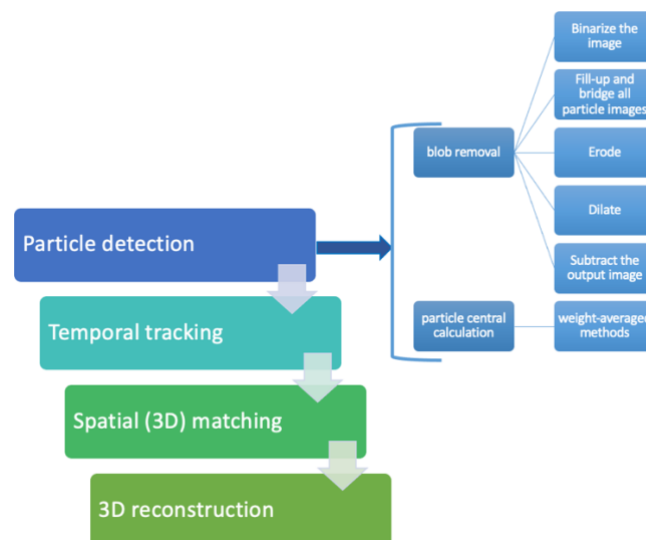 Binarize the
image
Fill-up and
bridge all
particle images
blob removal
Erode
Dilate
Subtract the
output image
Particle detection
particle central
calculation
weight-averaged
methods
Temporal tracking
Spatial (3D) matching
3D reconstruction